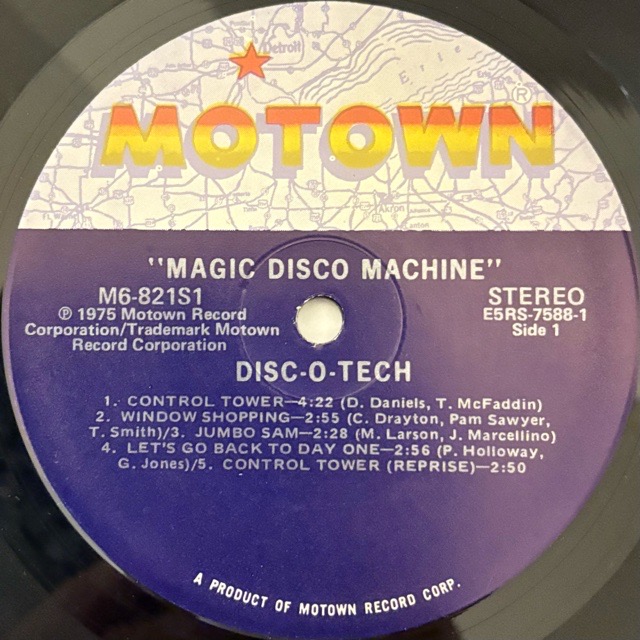 Detroit
Erie
MOTOWN®
Akron
Canton
"MAGIC DISCO MACHINE"
M6-821S1
℗ 1975 Motown Record
Corporation/Trademark Motown
Record Corporation
STEREO
E5RS-7588-1
Side 1
DISC-O-TECH
1. CONTROL TOWER—4:22 (D. Daniels, T. McFaddin)
2. WINDOW SHOPPING—2:55 (C. Drayton, Pam Sawyer,
T. Smith)/3. JUMBO SAM—2:28 (M. Larson, J. Marcellino)
4. LET'S GO BACK TO DAY ONE—2:56 (P. Holloway,
G. Jones)/5. CONTROL TOWER (REPRISE)—2:50
A PRODUCT OF MOTOWN RECORD CORP.